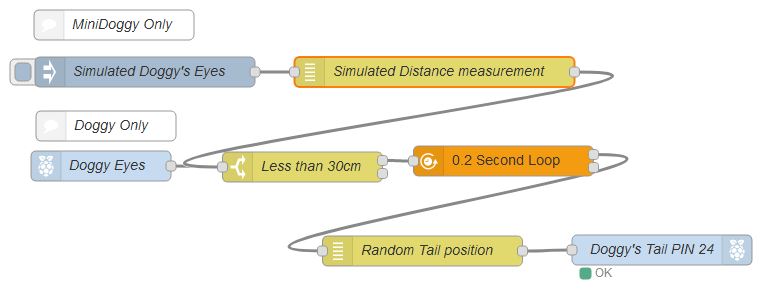 MiniDoggy Only
Simulated Doggy's Eyes
Simulated Distance measurement
Doggy Only
Doggy Eyes
Less than 30cm
0.2 Second Loop
Random Tail position
Doggy's Tail PIN 24
OK